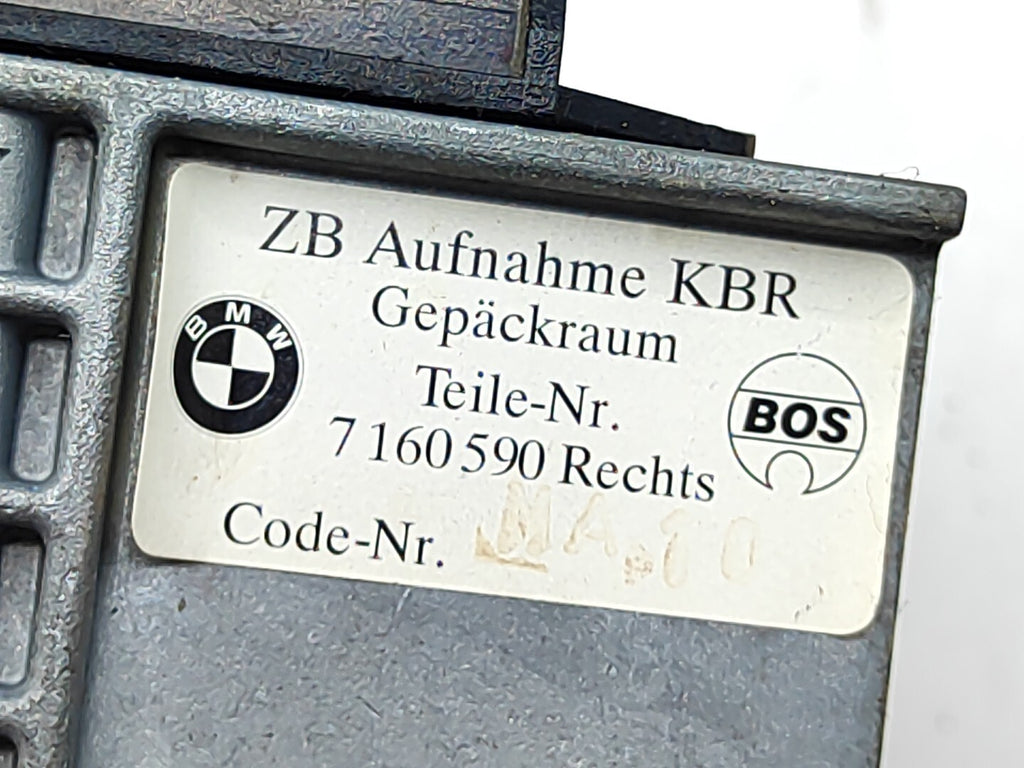 ZB Aufnahme KBR
Gepäckraum
BMW
Teile-Nr.
BOS
7 160 590 Rechts
Code-Nr.